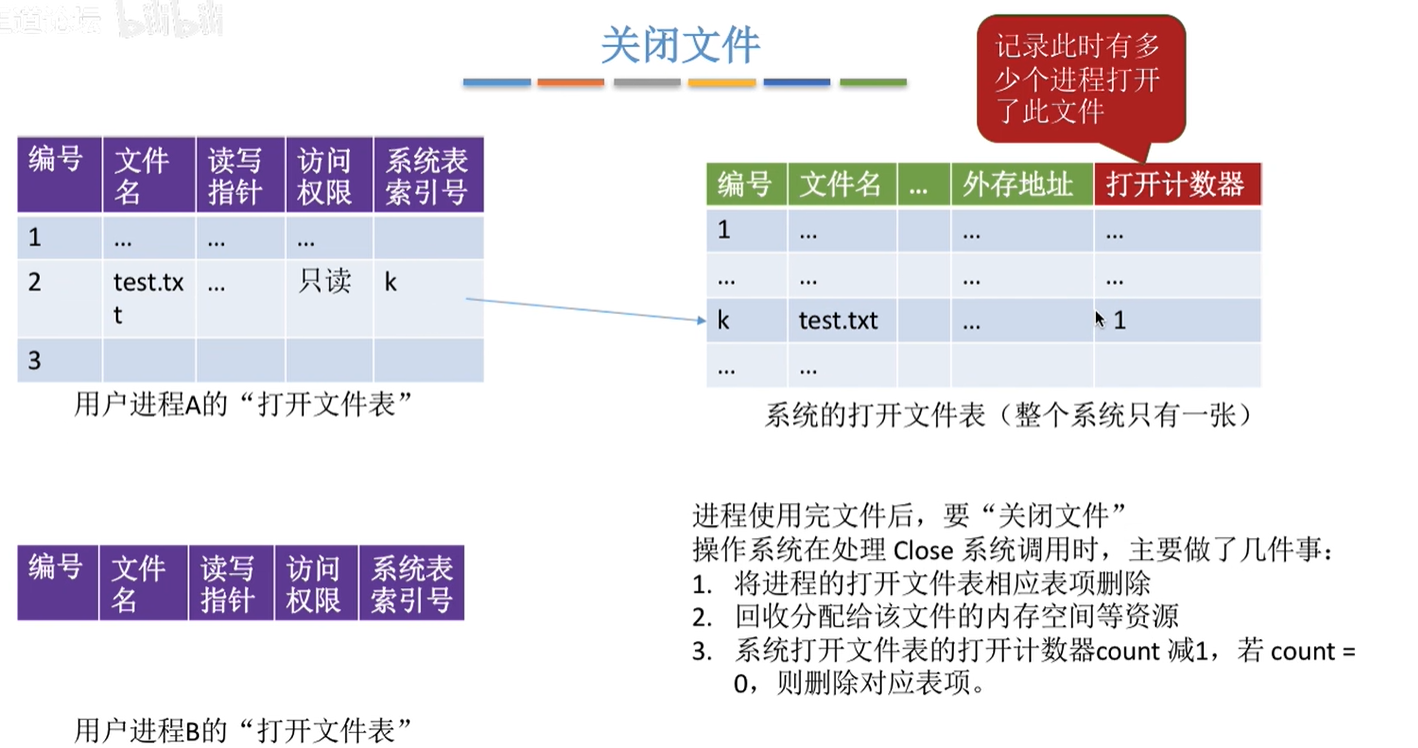 bilibili
关闭文件
记录此时有多
少个进程打开
了此文件
编号 文件名 读写指针 访问权限 系统表索引号
1 ... ... ...
2 test.txt ... 只读 k
3
用户进程A的“打开文件表”
编号 文件名 ... 外存地址 打开计数器
1 ... ... ...
... ... ... ...
k test.txt ... 1
... ...
系统的打开文件表（整个系统只有一张）
编号 文件名 读写指针 访问权限 系统表索引号
用户进程B的“打开文件表”
进程使用完文件后，要“关闭文件”
操作系统在处理 Close 系统调用时，主要做了几件事：
1. 将进程的打开文件表相应表项删除
2. 回收分配给该文件的内存空间等资源
3. 系统打开文件表的打开计数器count 减1，若 count =
0，则删除对应表项。